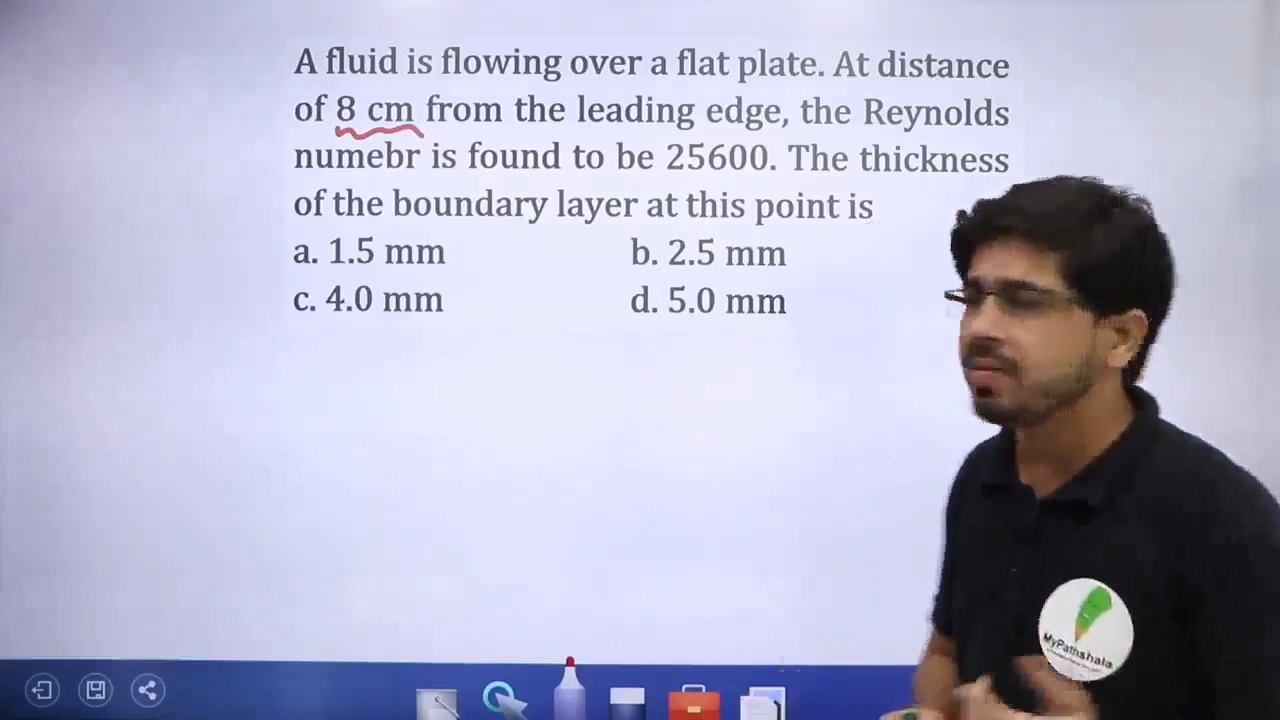 A fluid is flowing over a flat plate. At distance
of 8 cm from the leading edge, the Reynolds
numebr is found to be 25600. The thickness
of the boundary layer at this point is
a. 1.5 mm b. 2.5 mm
c. 4.0 mm d. 5.0 mm
MyPathshala